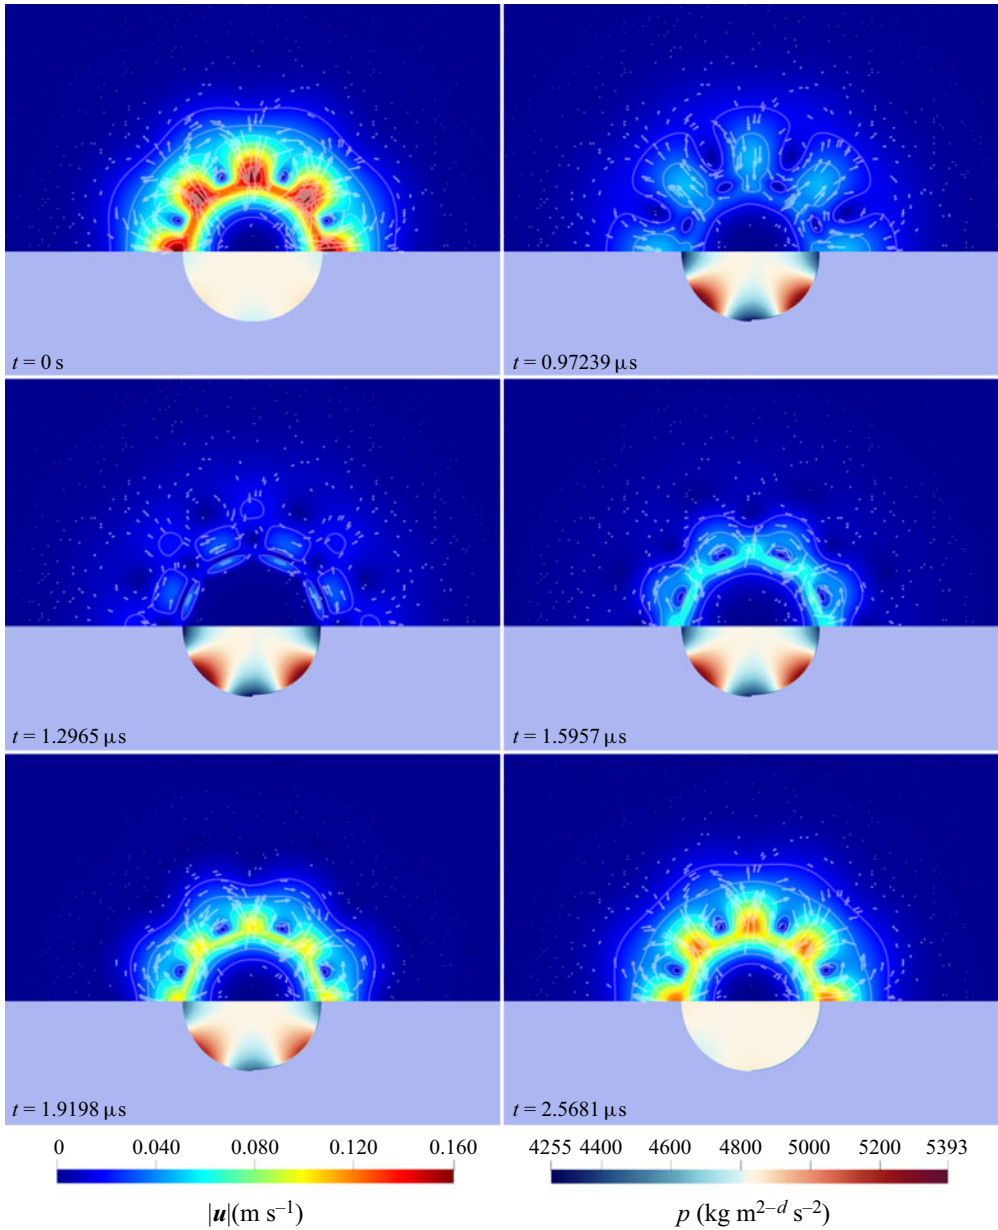 t = 0 s
t = 0.97239 μs
t = 1.2965 μs
t = 1.5957 μs
t = 1.9198 μs
t = 2.5681 μs
0 0.040 0.080 0.120 0.160
|u|(m s–1)
4255 4400 4600 4800 5000 5200 5393
p (kg m2–d s–2)